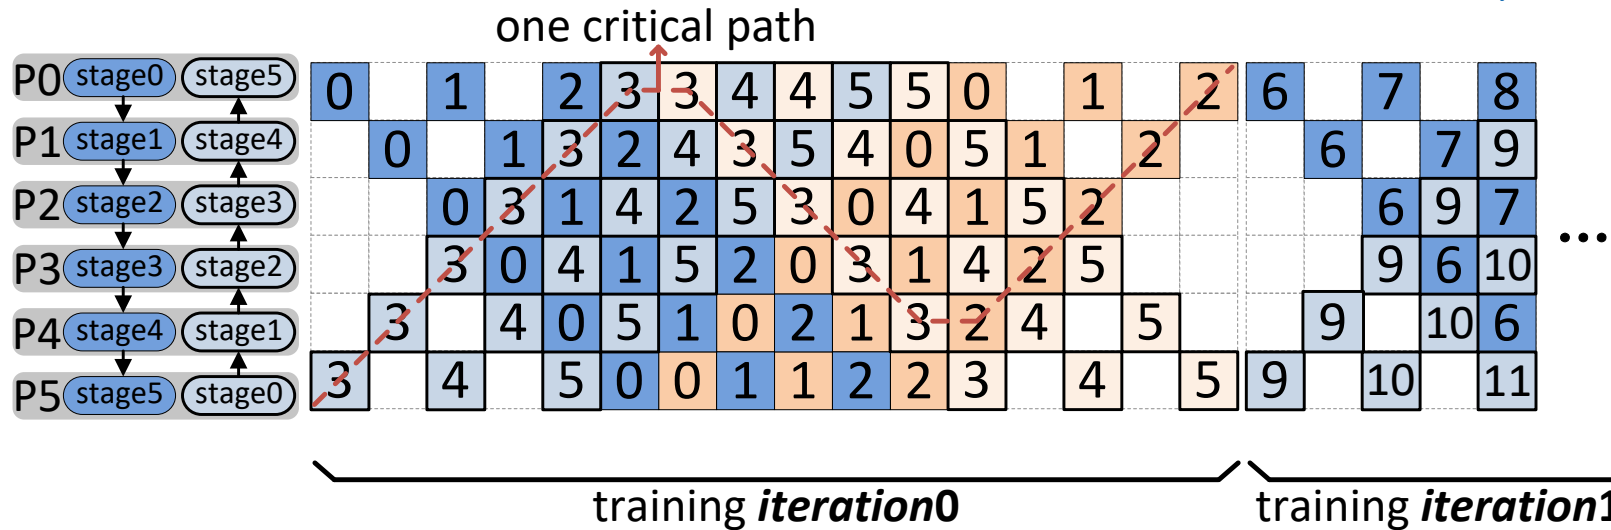 one critical path
P0 stage0 stage5 0 1 2 3 3 4 4 5 5 0 1 2 6 7 8
P1 stage1 stage4 0 1 3 2 4 3 5 4 0 5 1 2 6 7 9
P2 stage2 stage3 0 3 1 4 2 5 3 0 4 1 5 2 6 9 7
P3 stage3 stage2 3 0 4 1 5 2 0 3 1 4 2 5 9 6 10
P4 stage4 stage1 3 4 0 5 1 0 2 1 3 2 4 5 9 10 6
P5 stage5 stage0 3 4 5 0 0 1 1 2 2 3 4 5 9 10 11
...
training iteration0 training iteration1